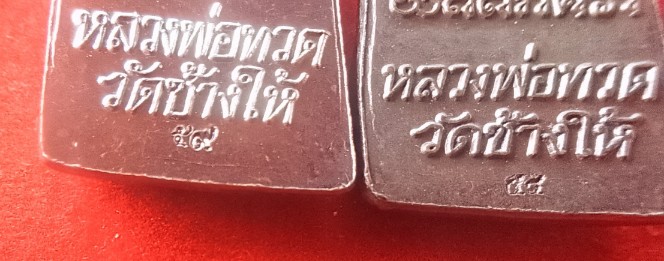 หลวงพ่อทวด
วัดช้างให้
๕๙
หลวงพ่อทวด
วัดช้างให้
๕๘